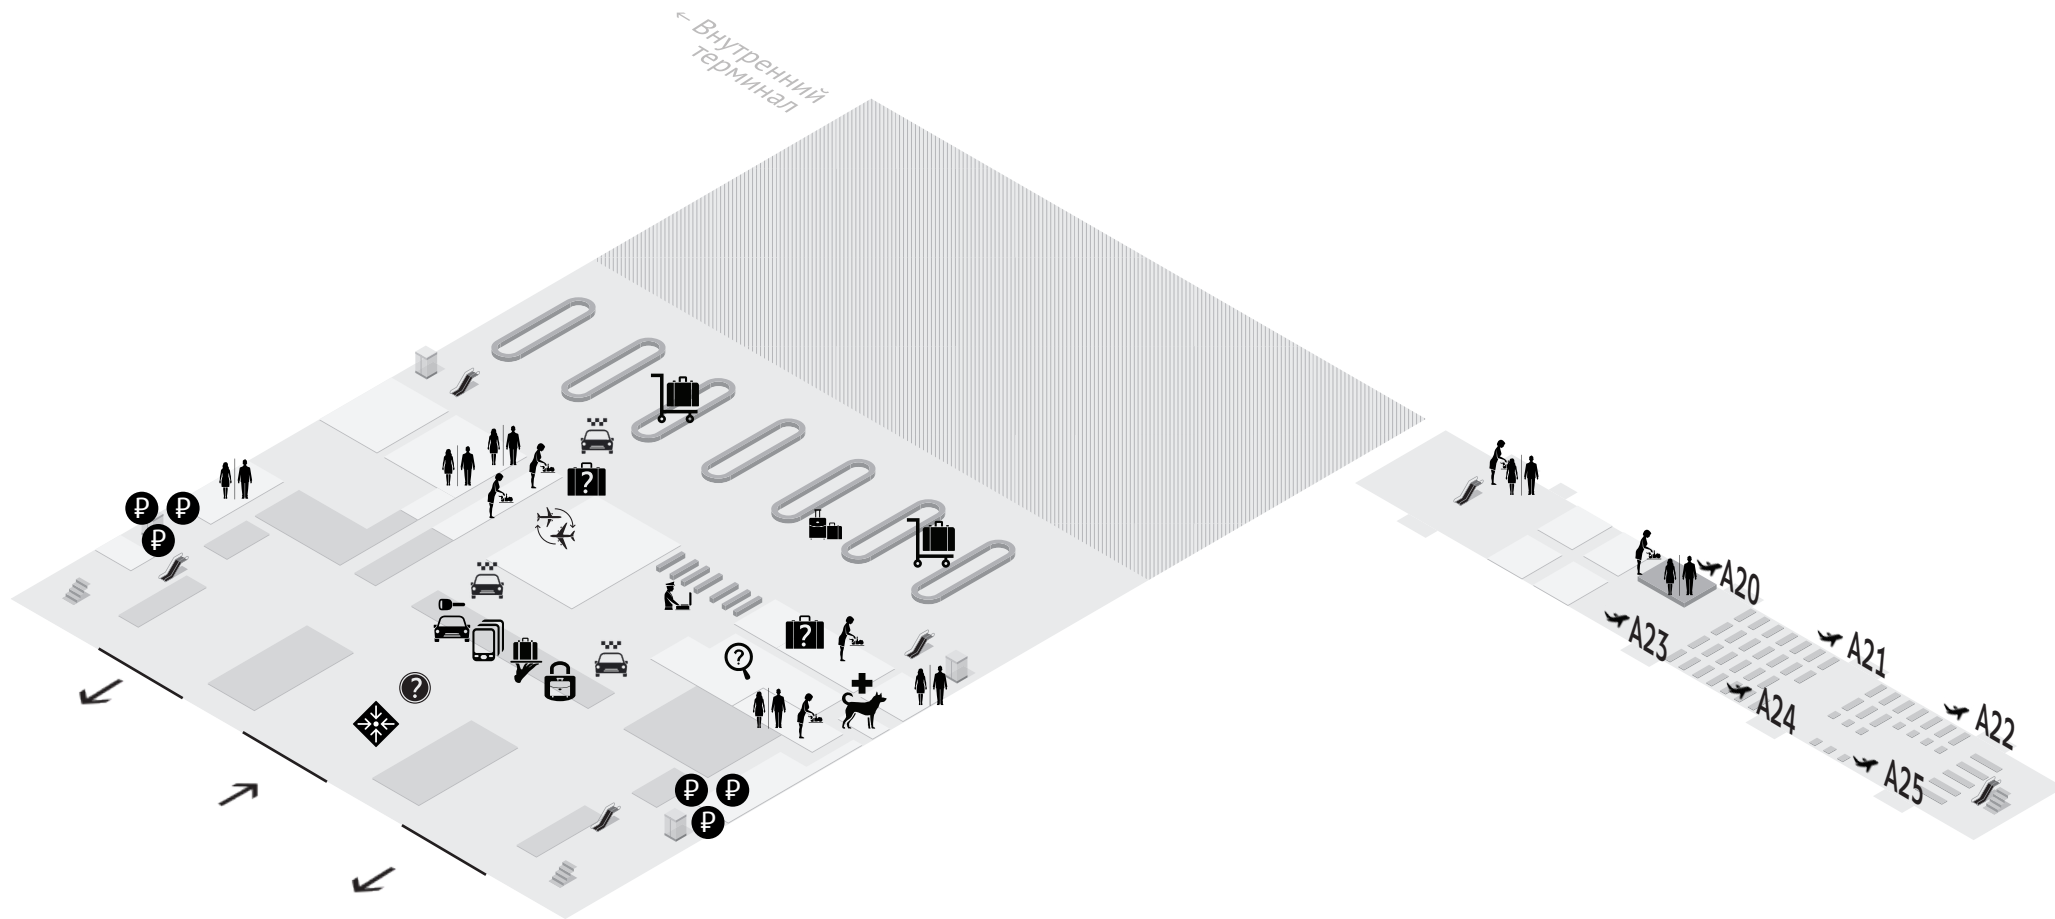 ← Внутренний
терминал
?
₽ ₽
₽
?
?
?
₽ ₽
₽
A20
A21
A22
A23
A24
A25